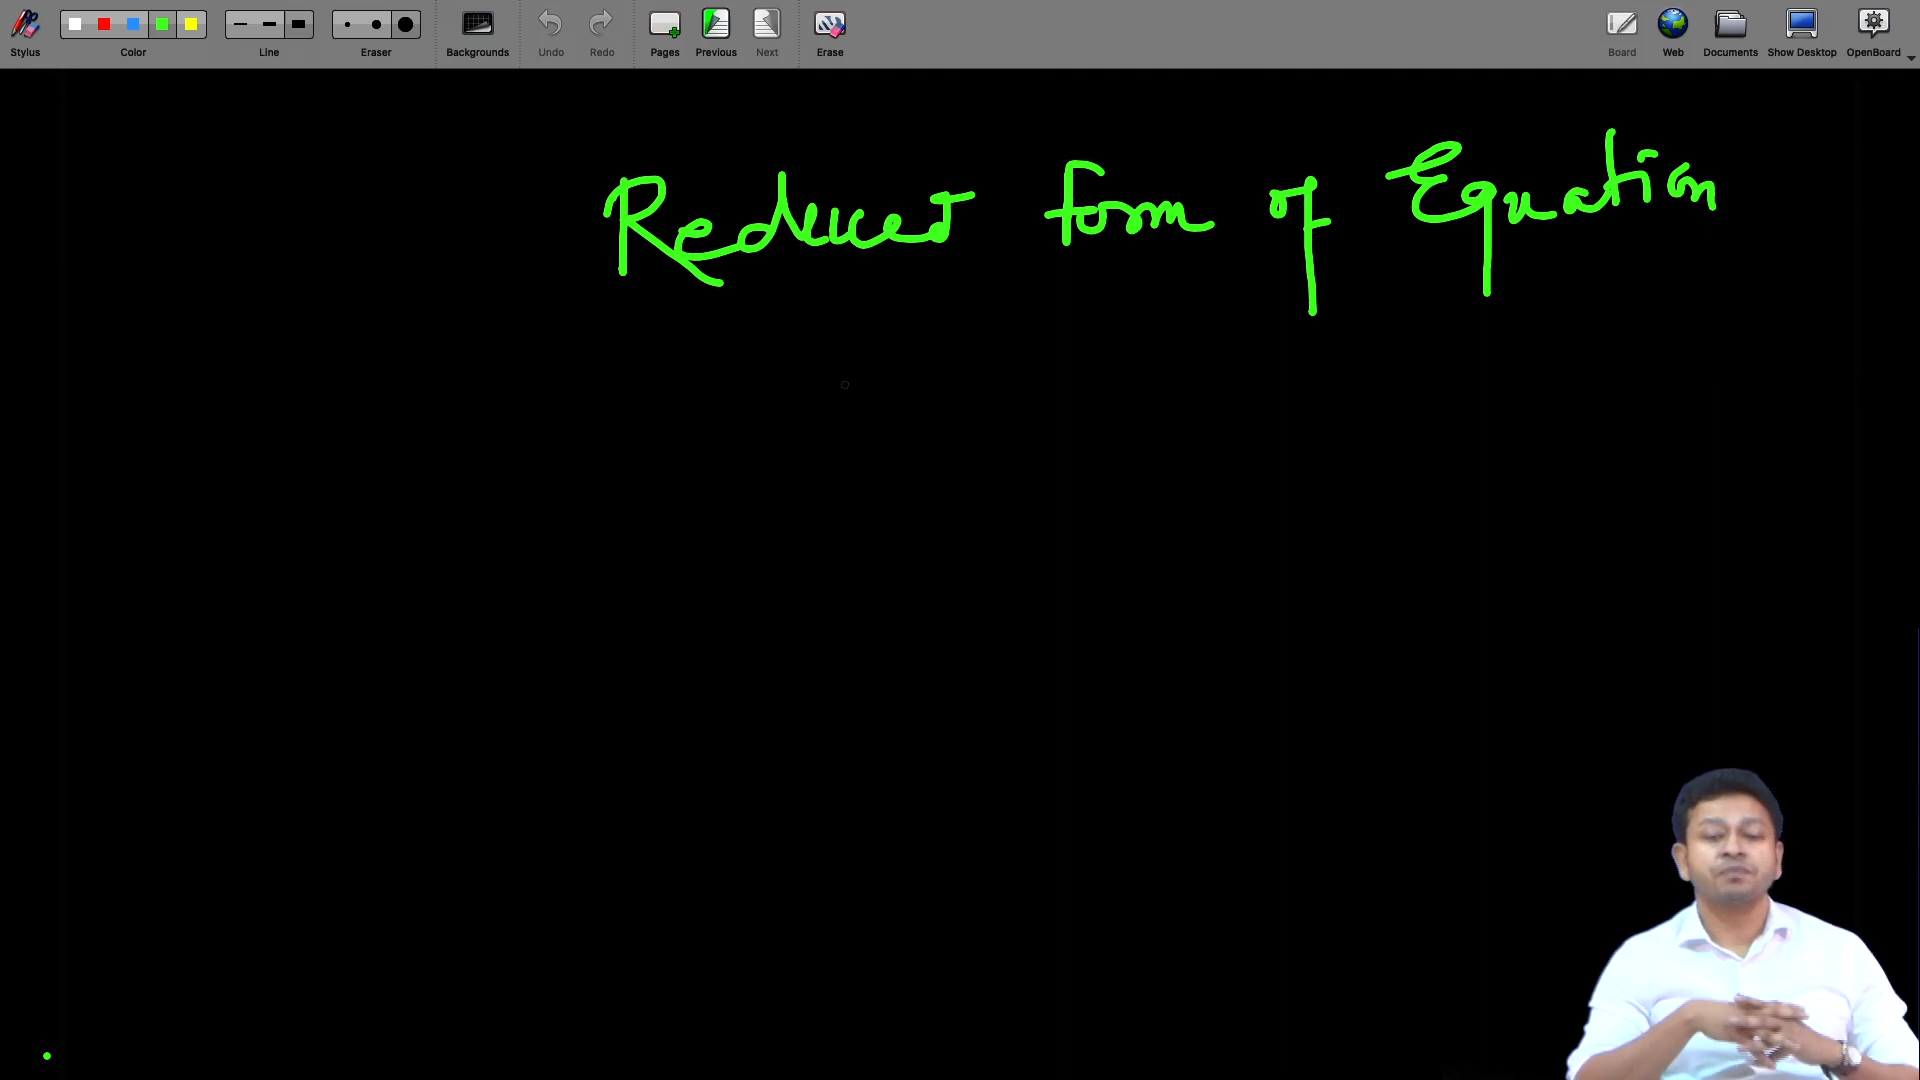 Stylus Color Line Eraser Backgrounds Undo Redo Pages Previous Next Erase Board Web Documents Show Desktop OpenBoard
Reduced form of Equation